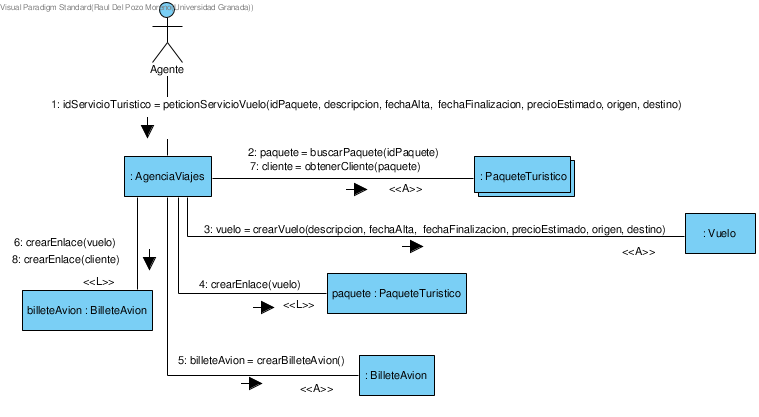 Visual Paradigm Standard(Raul Del Pozo Moreno(Universidad Granada))
Agente
1: idServicioTuristico = peticionServicioVuelo(idPaquete, descripcion, fechaAlta, fechaFinalizacion, precioEstimado, origen, destino)
2: paquete = buscarPaquete(idPaquete)
7: cliente = obtenerCliente(paquete)
: AgenciaViajes
: PaqueteTuristico
<<A>>
3: vuelo = crearVuelo(descripcion, fechaAlta, fechaFinalizacion, precioEstimado, origen, destino)
: Vuelo
<<A>>
6: crearEnlace(vuelo)
8: crearEnlace(cliente)
<<L>>
4: crearEnlace(vuelo)
<<L>>
paquete : PaqueteTuristico
billeteAvion : BilleteAvion
5: billeteAvion = crearBilleteAvion()
<<A>>
: BilleteAvion